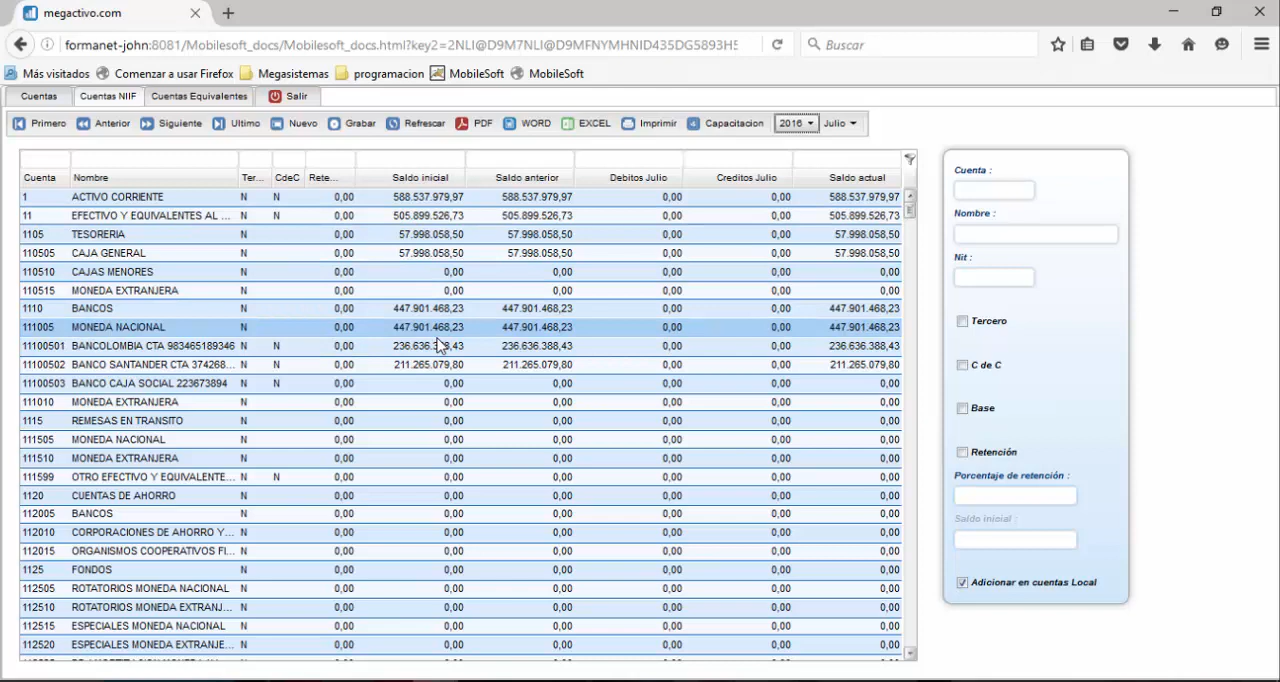 megactivo.com
formanet-john:8081/Mobilesoft_docs/Mobilesoft_docs.html?key2=2NLI@D9M7NLI@D9MFNYMHNID435DG5893H5
Buscar
Más visitados Comenzar a usar Firefox Megasistemas programacion MobileSoft MobileSoft
Cuentas Cuentas NIIF Cuentas Equivalentes Salir
Primero Anterior Siguiente Ultimo Nuevo Grabar Refrescar PDF WORD EXCEL Imprimir Capacitacion 2016 Julio
Cuenta Nombre Ter... CdeC Rete... Saldo inicial Saldo anterior Debitos Julio Creditos Julio Saldo actual
1 ACTIVO CORRIENTE N N 0,00 588.537.979,97 588.537.979,97 0,00 0,00 588.537.979,97
11 EFECTIVO Y EQUIVALENTES AL ... N N 0,00 505.899.526,73 505.899.526,73 0,00 0,00 505.899.526,73
1105 TESORERIA N 0,00 57.998.058,50 57.998.058,50 0,00 0,00 57.998.058,50
110505 CAJA GENERAL N 0,00 57.998.058,50 57.998.058,50 0,00 0,00 57.998.058,50
110510 CAJAS MENORES N 0,00 0,00 0,00 0,00 0,00 0,00
110515 MONEDA EXTRANJERA N 0,00 0,00 0,00 0,00 0,00 0,00
1110 BANCOS N 0,00 447.901.468,23 447.901.468,23 0,00 0,00 447.901.468,23
111005 MONEDA NACIONAL N 0,00 447.901.468,23 447.901.468,23 0,00 0,00 447.901.468,23
11100501 BANCOLOMBIA CTA 983465189346 N N 0,00 236.636.388,43 236.636.388,43 0,00 0,00 236.636.388,43
11100502 BANCO SANTANDER CTA 374268... N N 0,00 211.265.079,80 211.265.079,80 0,00 0,00 211.265.079,80
11100503 BANCO CAJA SOCIAL 223673894 N N 0,00 0,00 0,00 0,00 0,00 0,00
111010 MONEDA EXTRANJERA N 0,00 0,00 0,00 0,00 0,00 0,00
1115 REMESAS EN TRANSITO N 0,00 0,00 0,00 0,00 0,00 0,00
111505 MONEDA NACIONAL N 0,00 0,00 0,00 0,00 0,00 0,00
111510 MONEDA EXTRANJERA N 0,00 0,00 0,00 0,00 0,00 0,00
111599 OTRO EFECTIVO Y EQUIVALENTE... N N 0,00 0,00 0,00 0,00 0,00 0,00
1120 CUENTAS DE AHORRO N 0,00 0,00 0,00 0,00 0,00 0,00
112005 BANCOS N 0,00 0,00 0,00 0,00 0,00 0,00
112010 CORPORACIONES DE AHORRO Y... N 0,00 0,00 0,00 0,00 0,00 0,00
112015 ORGANISMOS COOPERATIVOS FI... N 0,00 0,00 0,00 0,00 0,00 0,00
1125 FONDOS N 0,00 0,00 0,00 0,00 0,00 0,00
112505 ROTATORIOS MONEDA NACIONAL N 0,00 0,00 0,00 0,00 0,00 0,00
112510 ROTATORIOS MONEDA EXTRANJ... N 0,00 0,00 0,00 0,00 0,00 0,00
112515 ESPECIALES MONEDA NACIONAL N 0,00 0,00 0,00 0,00 0,00 0,00
112520 ESPECIALES MONEDA EXTRANJE... N 0,00 0,00 0,00 0,00 0,00 0,00
Cuenta :
Nombre :
Nit :
Tercero
C de C
Base
Retención
Porcentaje de retención :
Saldo inicial :
Adicionar en cuentas Local